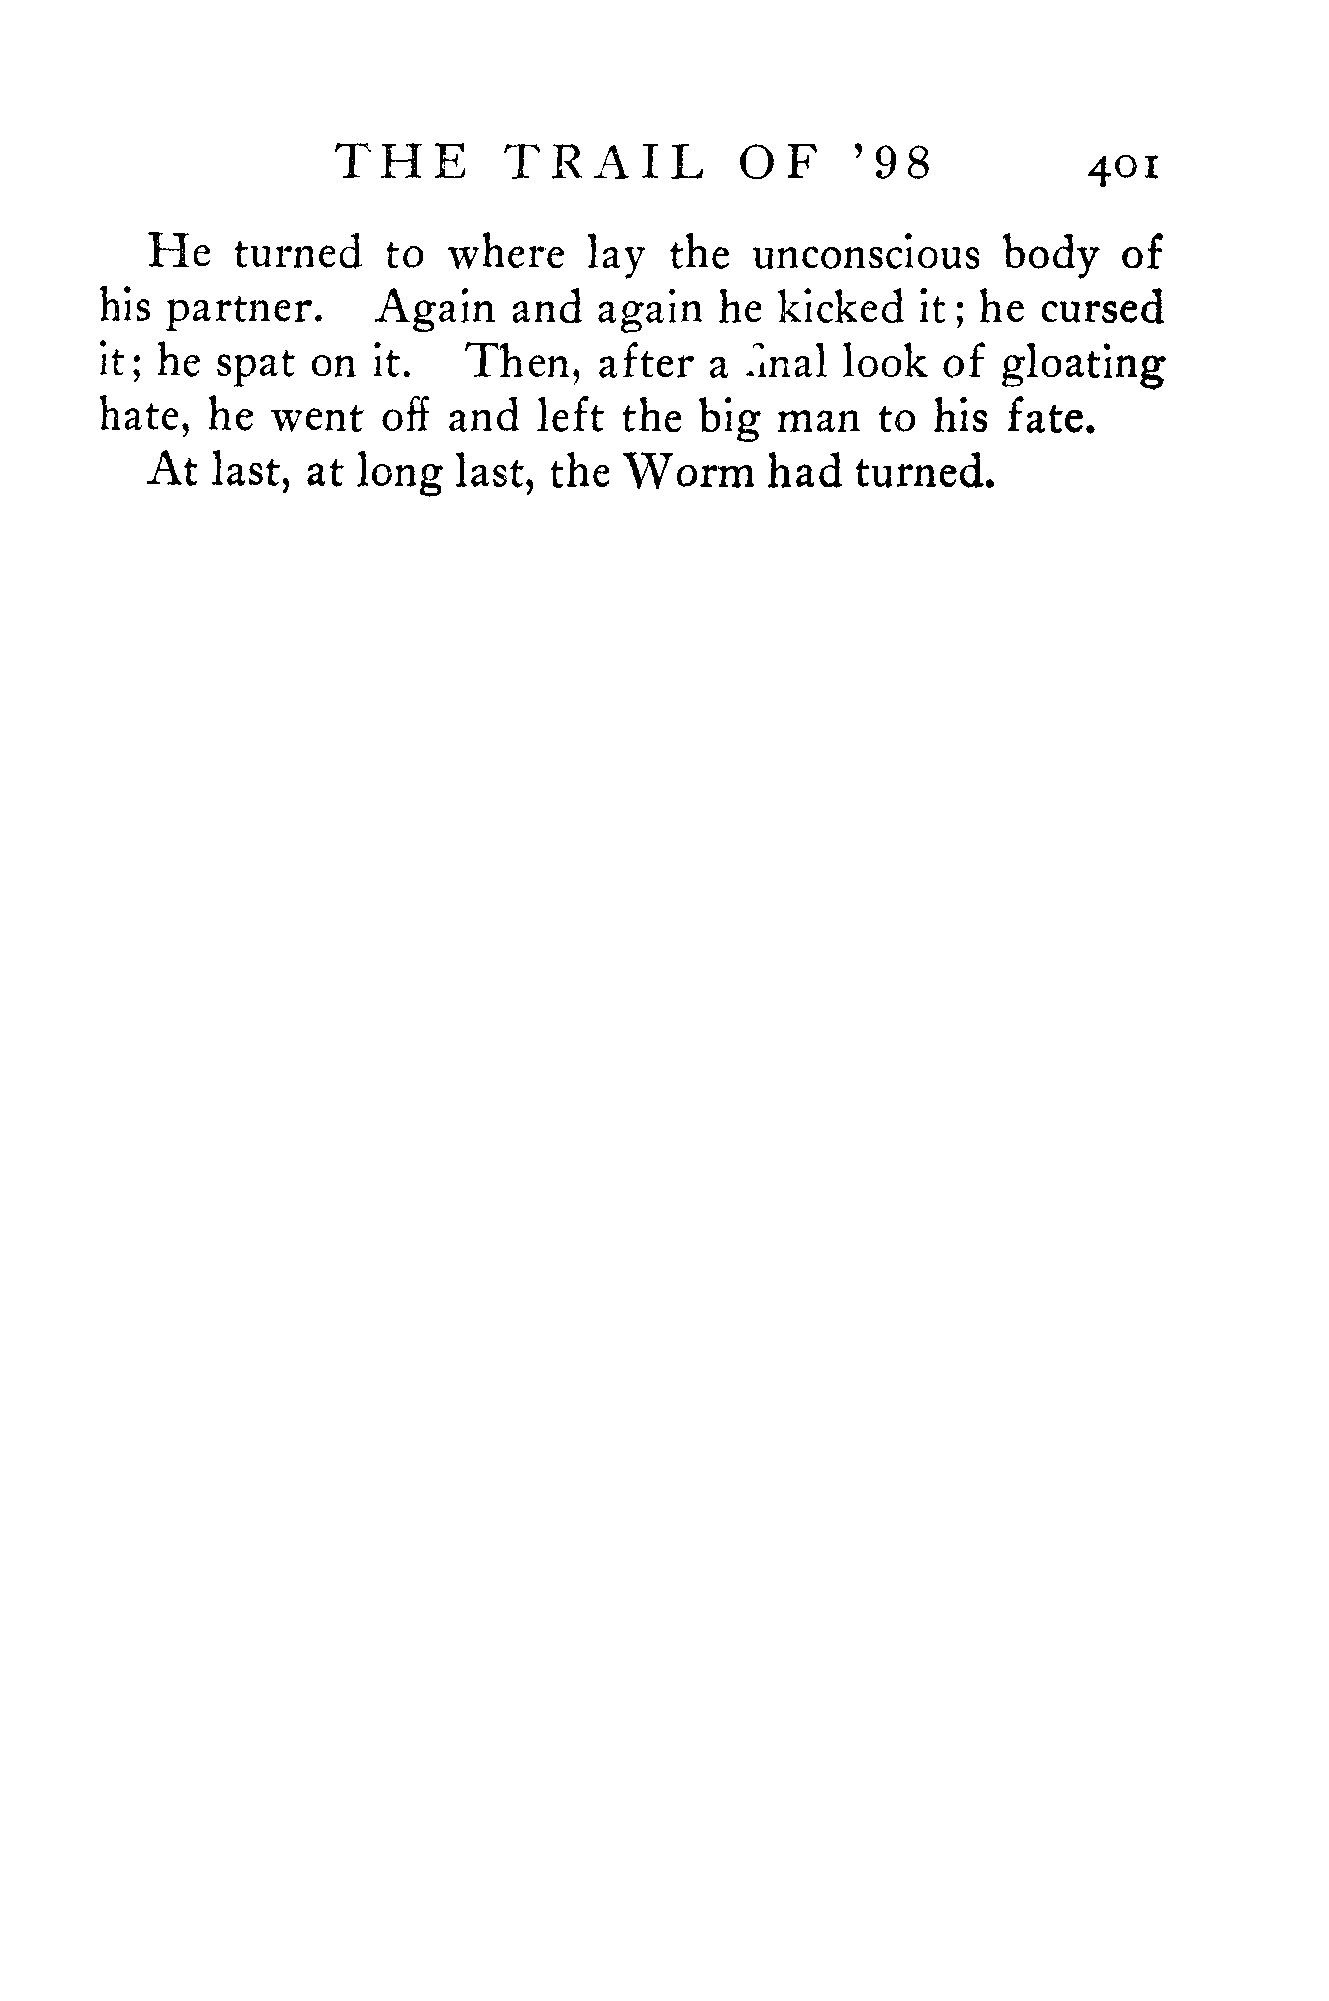 THE TRAIL OF '98 401
He turned to where lay the unconscious body of
his partner. Again and again he kicked it; he cursed
it; he spat on it. Then, after a final look of gloating
hate, he went off and left the big man to his fate.
At last, at long last, the Worm had turned.